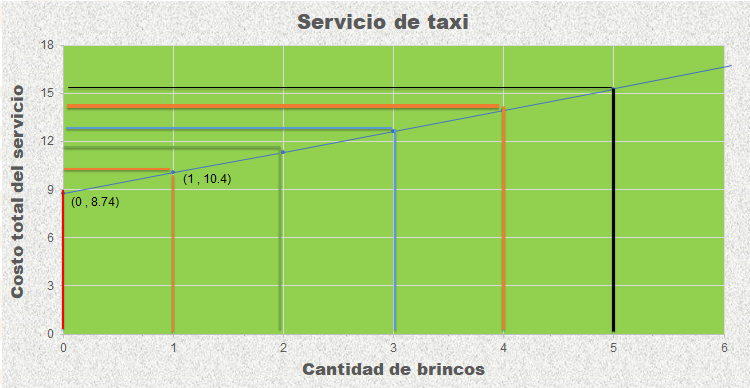 Servicio de taxi
Costo total del servicio
18
15
12
9
6
3
0
(0 , 8.74)
(1 , 10.4)
0 1 2 3 4 5 6
Cantidad de brincos